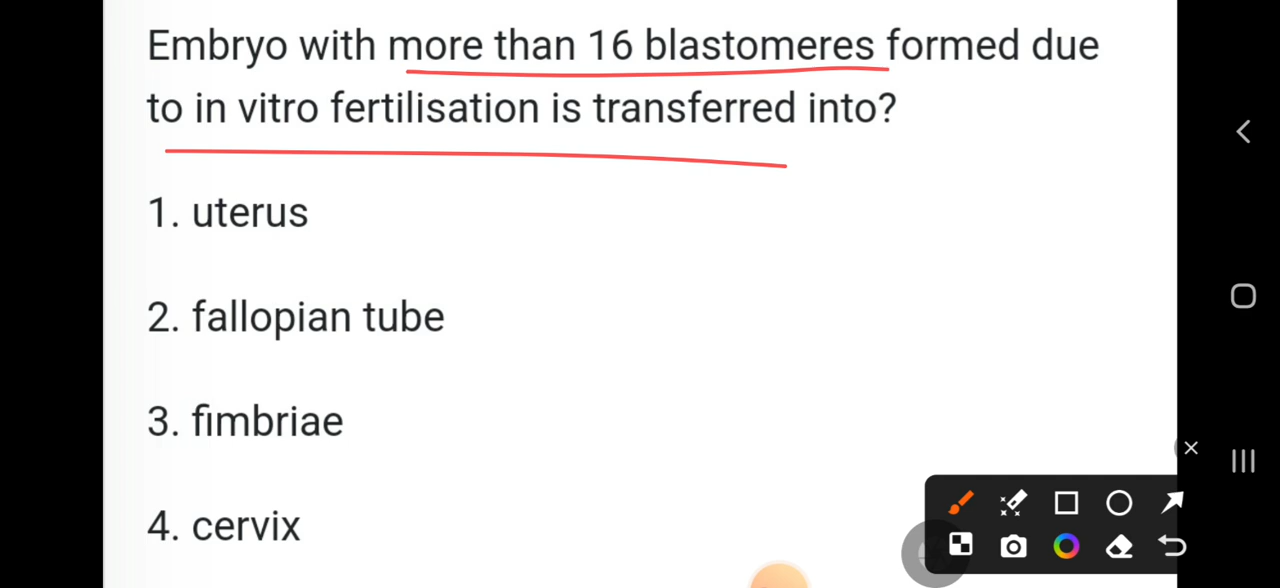 Embryo with more than 16 blastomeres formed due
to in vitro fertilisation is transferred into?
1. uterus
2. fallopian tube
3. fimbriae
4. cervix